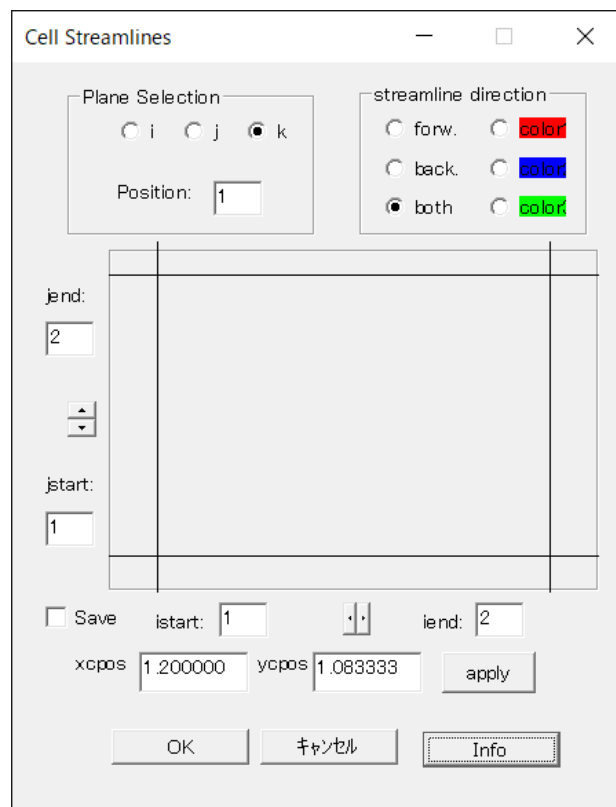 Cell Streamlines
Plane Selection
i j k
Position: 1
streamline direction
forw. color
back. color
both color
jend:
2
jstart:
1
Save istart: 1 iend: 2
xcpos 1.200000 ycpos 1.083333 apply
OK キャンセル Info